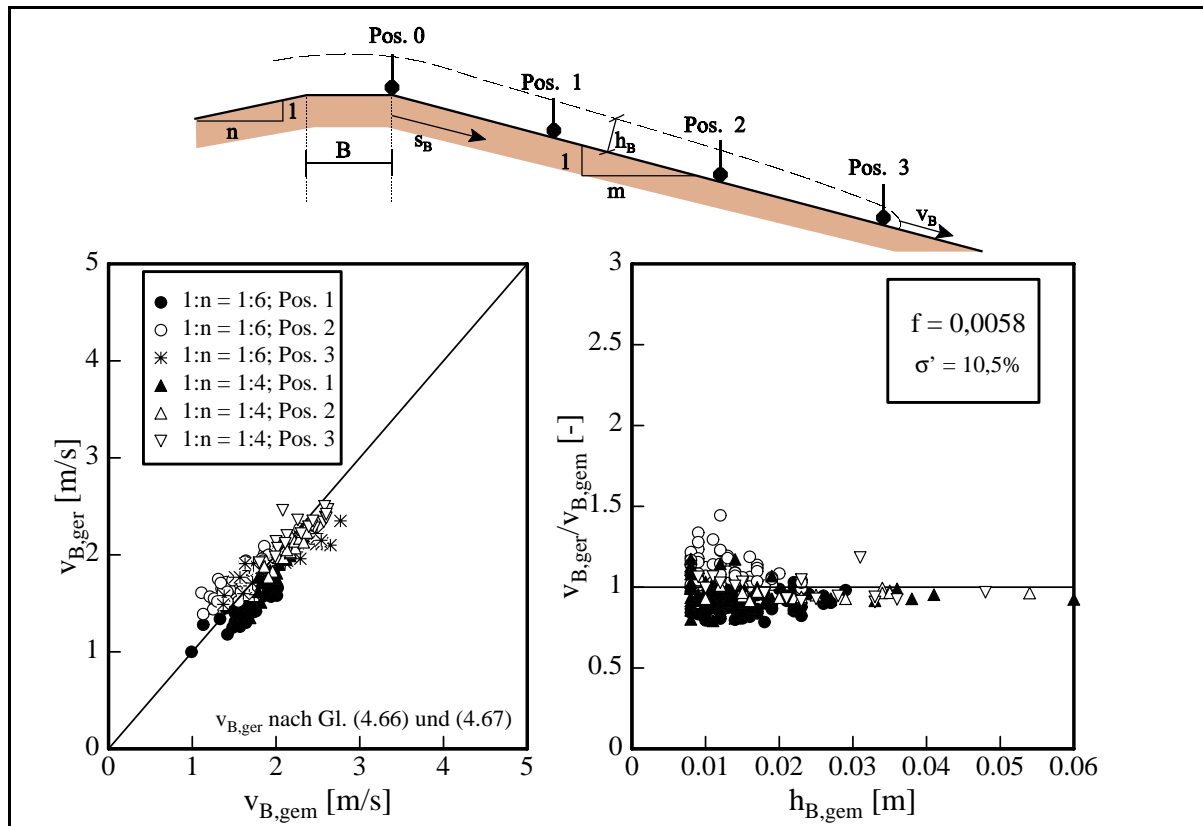 Pos. 0
Pos. 1
Pos. 2
Pos. 3
1
n
B
s_B
h_B
1
m
v_B
5
4
3
2
1
0
v_B,ger [m/s]
1:n = 1:6; Pos. 1
1:n = 1:6; Pos. 2
1:n = 1:6; Pos. 3
1:n = 1:4; Pos. 1
1:n = 1:4; Pos. 2
1:n = 1:4; Pos. 3
v_B,ger nach Gl. (4.66) und (4.67)
0 1 2 3 4 5
v_B,gem [m/s]
3
2.5
2
1.5
1
0.5
0
v_B,ger/v_B,gem [-]
f = 0,0058
σ' = 10,5%
0 0.01 0.02 0.03 0.04 0.05 0.06
h_B,gem [m]